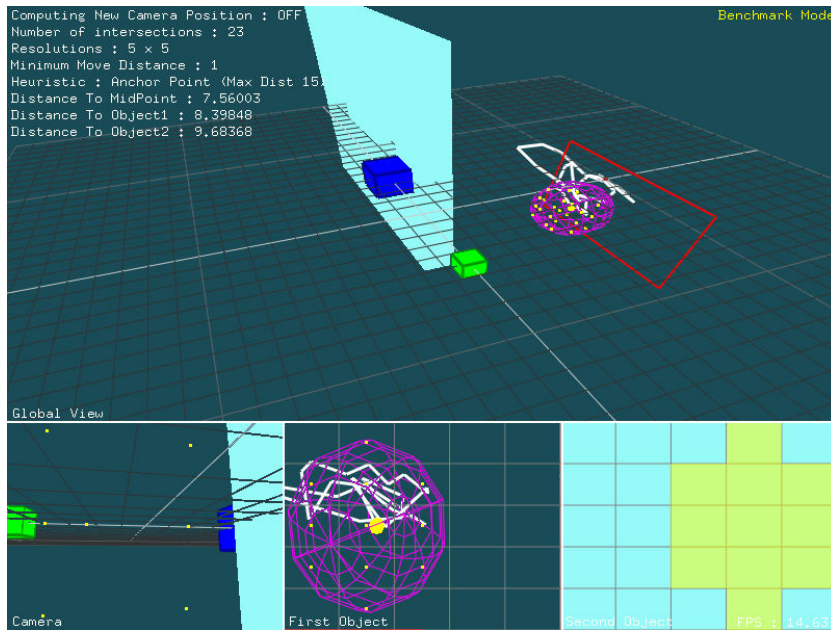 Computing New Camera Position : OFF
Benchmark Mode
Number of intersections : 23
Resolutions : 5 x 5
Minimum Move Distance : 1
Heuristic : Anchor Point (Max Dist 15)
Distance To MidPoint : 7.56003
Distance To Object1 : 8.39848
Distance To Object2 : 9.68368
Global View
Camera
First Object
Second Object
FPS : 14.63